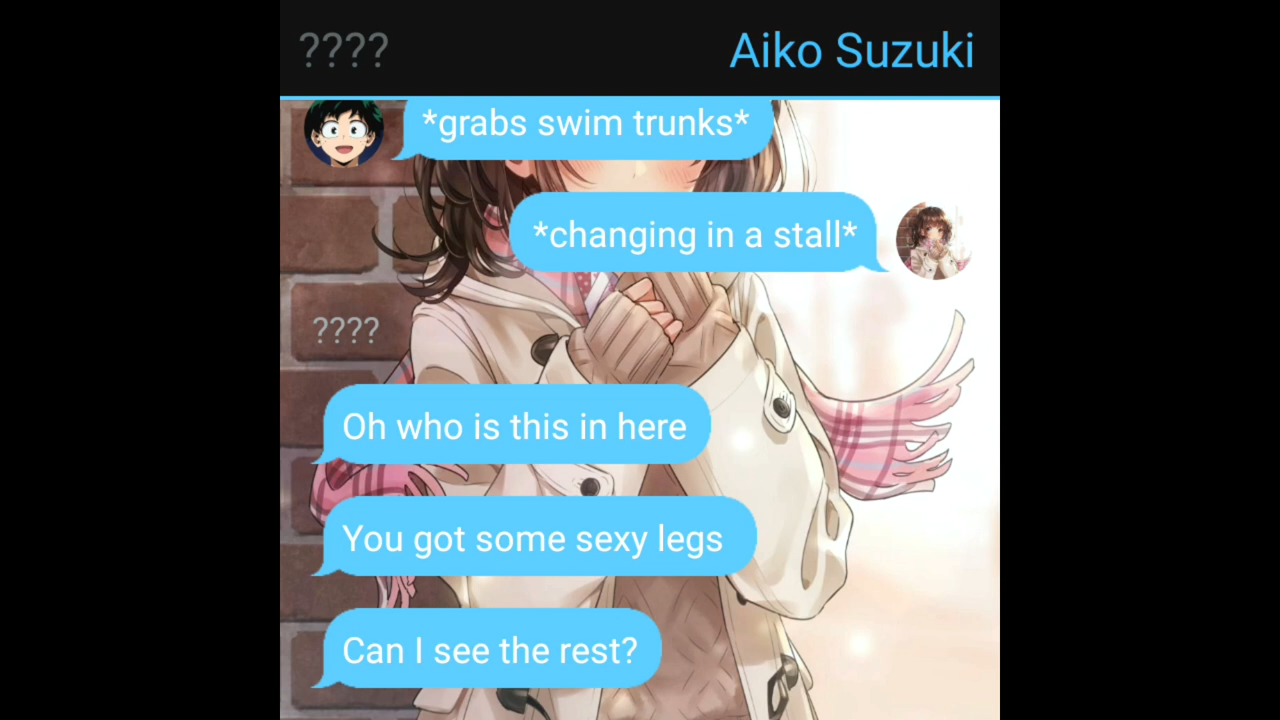 ????
Aiko Suzuki
*grabs swim trunks*
*changing in a stall*
????
Oh who is this in here
You got some sexy legs
Can I see the rest?